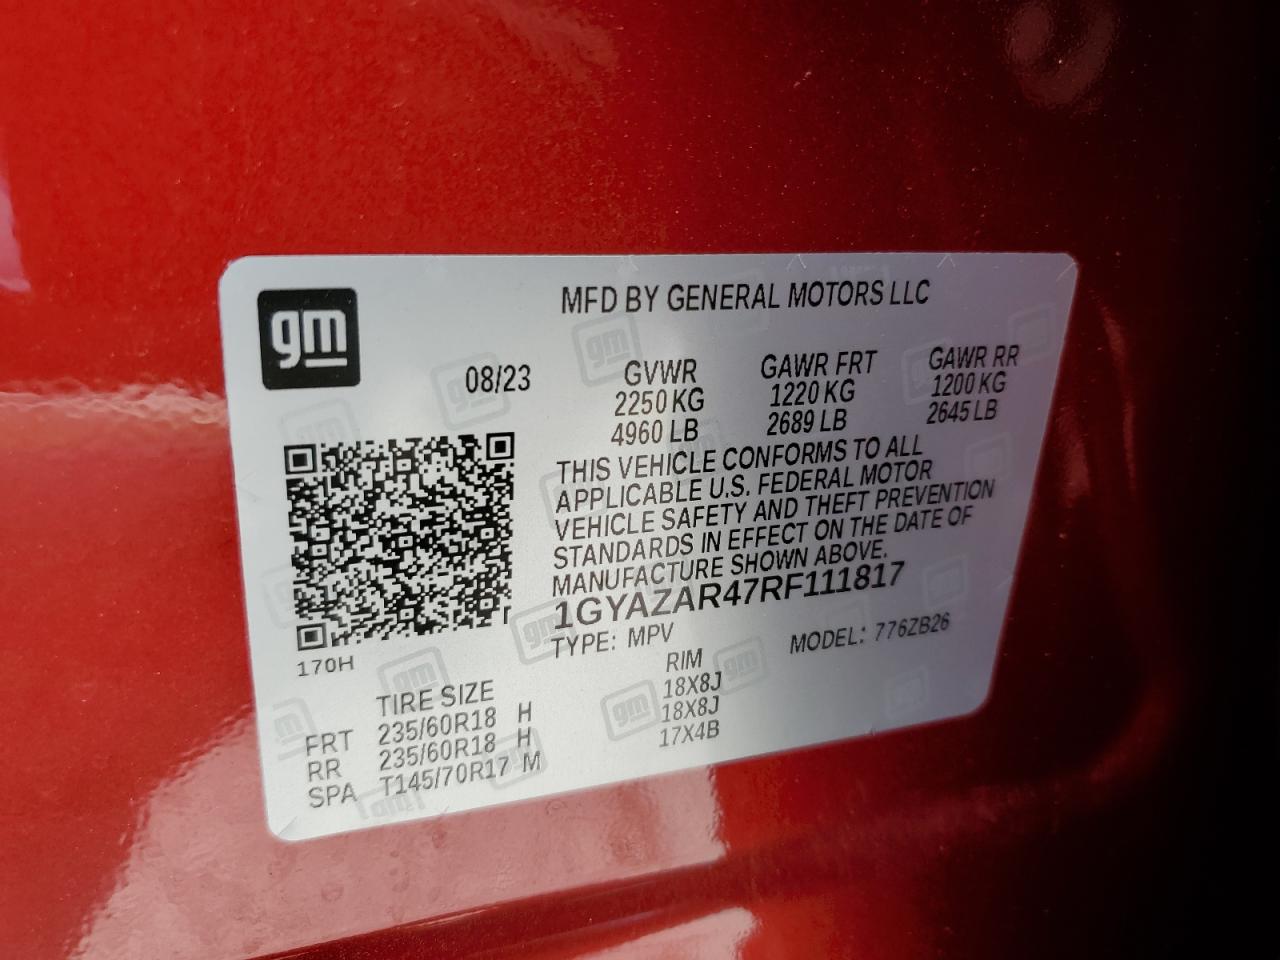 gm
MFD BY GENERAL MOTORS LLC
08/23
GVWR GAWR FRT GAWR RR
2250 KG 1220 KG 1200 KG
4960 LB 2689 LB 2645 LB
THIS VEHICLE CONFORMS TO ALL
APPLICABLE U.S. FEDERAL MOTOR
VEHICLE SAFETY AND THEFT PREVENTION
STANDARDS IN EFFECT ON THE DATE OF
MANUFACTURE SHOWN ABOVE.
1GYAZAR47RF111817
TYPE: MPV MODEL: 776ZB26
170H
TIRE SIZE RIM
FRT 235/60R18 H 18X8J
RR 235/60R18 H 18X8J
SPA T145/70R17 M 17X4B